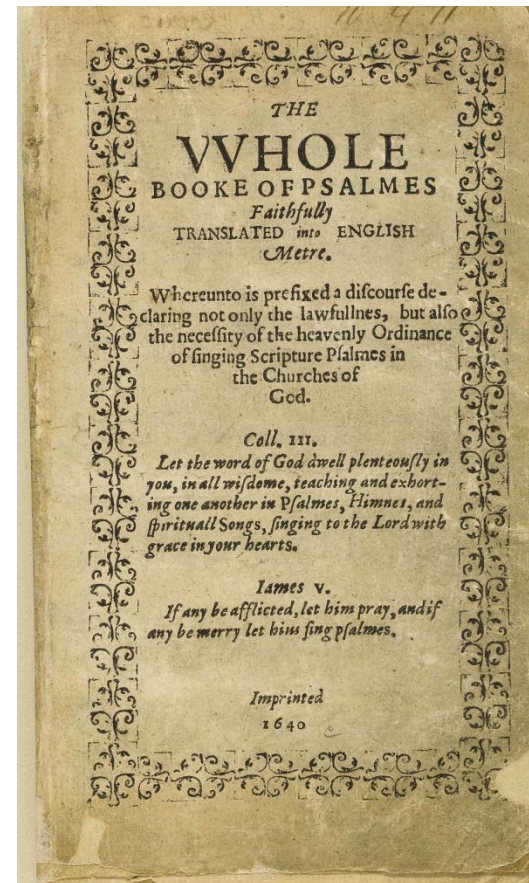 THE
VVHOLE
BOOKE OF PSALMES
Faithfully
TRANSLATED into ENGLISH
Metre.
Whereunto is prefixed a difcourse de-
claring not only the lawfullnes, but also
the neceſſity of the heavenly Ordinance
of ſinging Scripture Pſalmes in
the Churches of
God.
Coll. III.
Let the word of God dwell plenteouſly in
you, in all wiſdome, teaching and exhort-
ing one another in Pſalmes, Himnes, and
ſpirituall Songs, ſinging to the Lord with
grace in your hearts.
Iames V.
If any be afflicted, let him pray, and if
any be merry let him ſing pſalmes.
Imprinted
1640